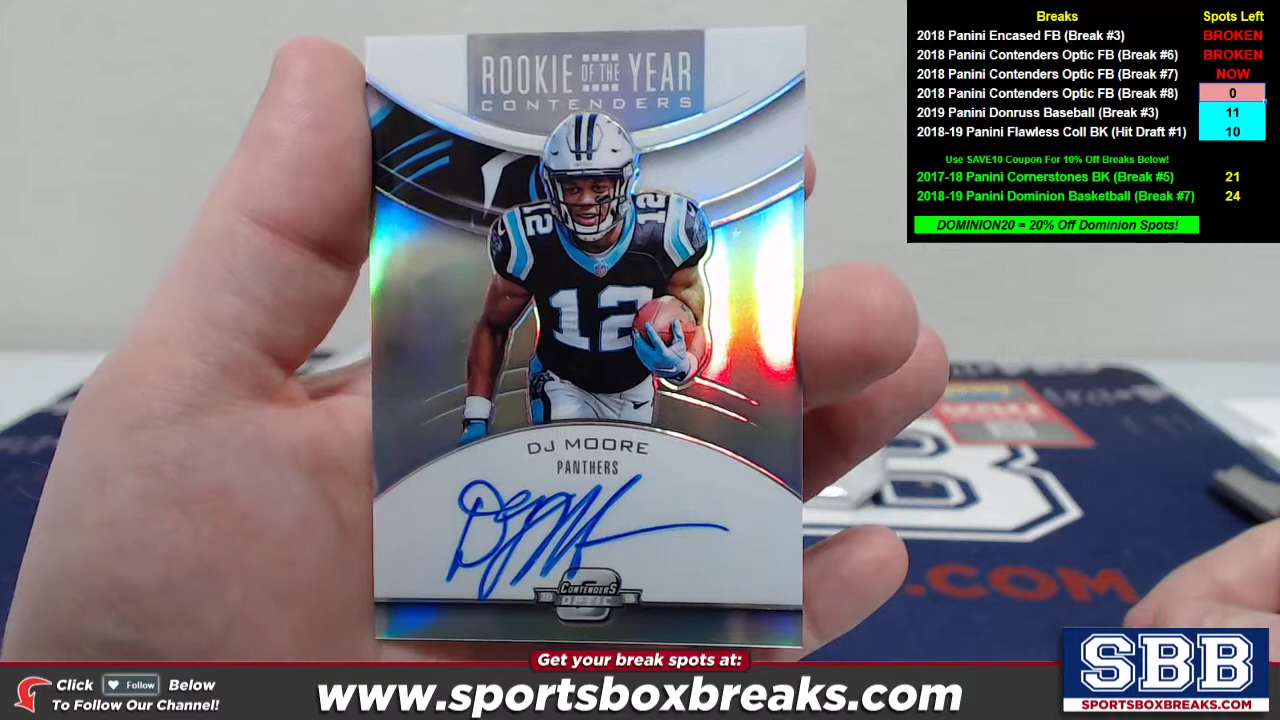 Breaks Spots Left
2018 Panini Encased FB (Break #3) BROKEN
2018 Panini Contenders Optic FB (Break #6) BROKEN
2018 Panini Contenders Optic FB (Break #7) NOW
2018 Panini Contenders Optic FB (Break #8) 0
2019 Panini Donruss Baseball (Break #3) 11
2018-19 Panini Flawless Coll BK (Hit Draft #1) 10
Use SAVE10 Coupon For 10% Off Breaks Below!
2017-18 Panini Cornerstones BK (Break #5) 21
2018-19 Panini Dominion Basketball (Break #7) 24
DOMINION20 = 20% Off Dominion Spots!
ROOKIE OF THE YEAR
CONTENDERS
12 12
12
DJ MOORE
PANTHERS
CONTENDERS
OPTIC
B
.COM
Get your break spots at:
Click Follow Below
To Follow Our Channel!
www.sportsboxbreaks.com
SBB
SPORTSBOXBREAKS.COM